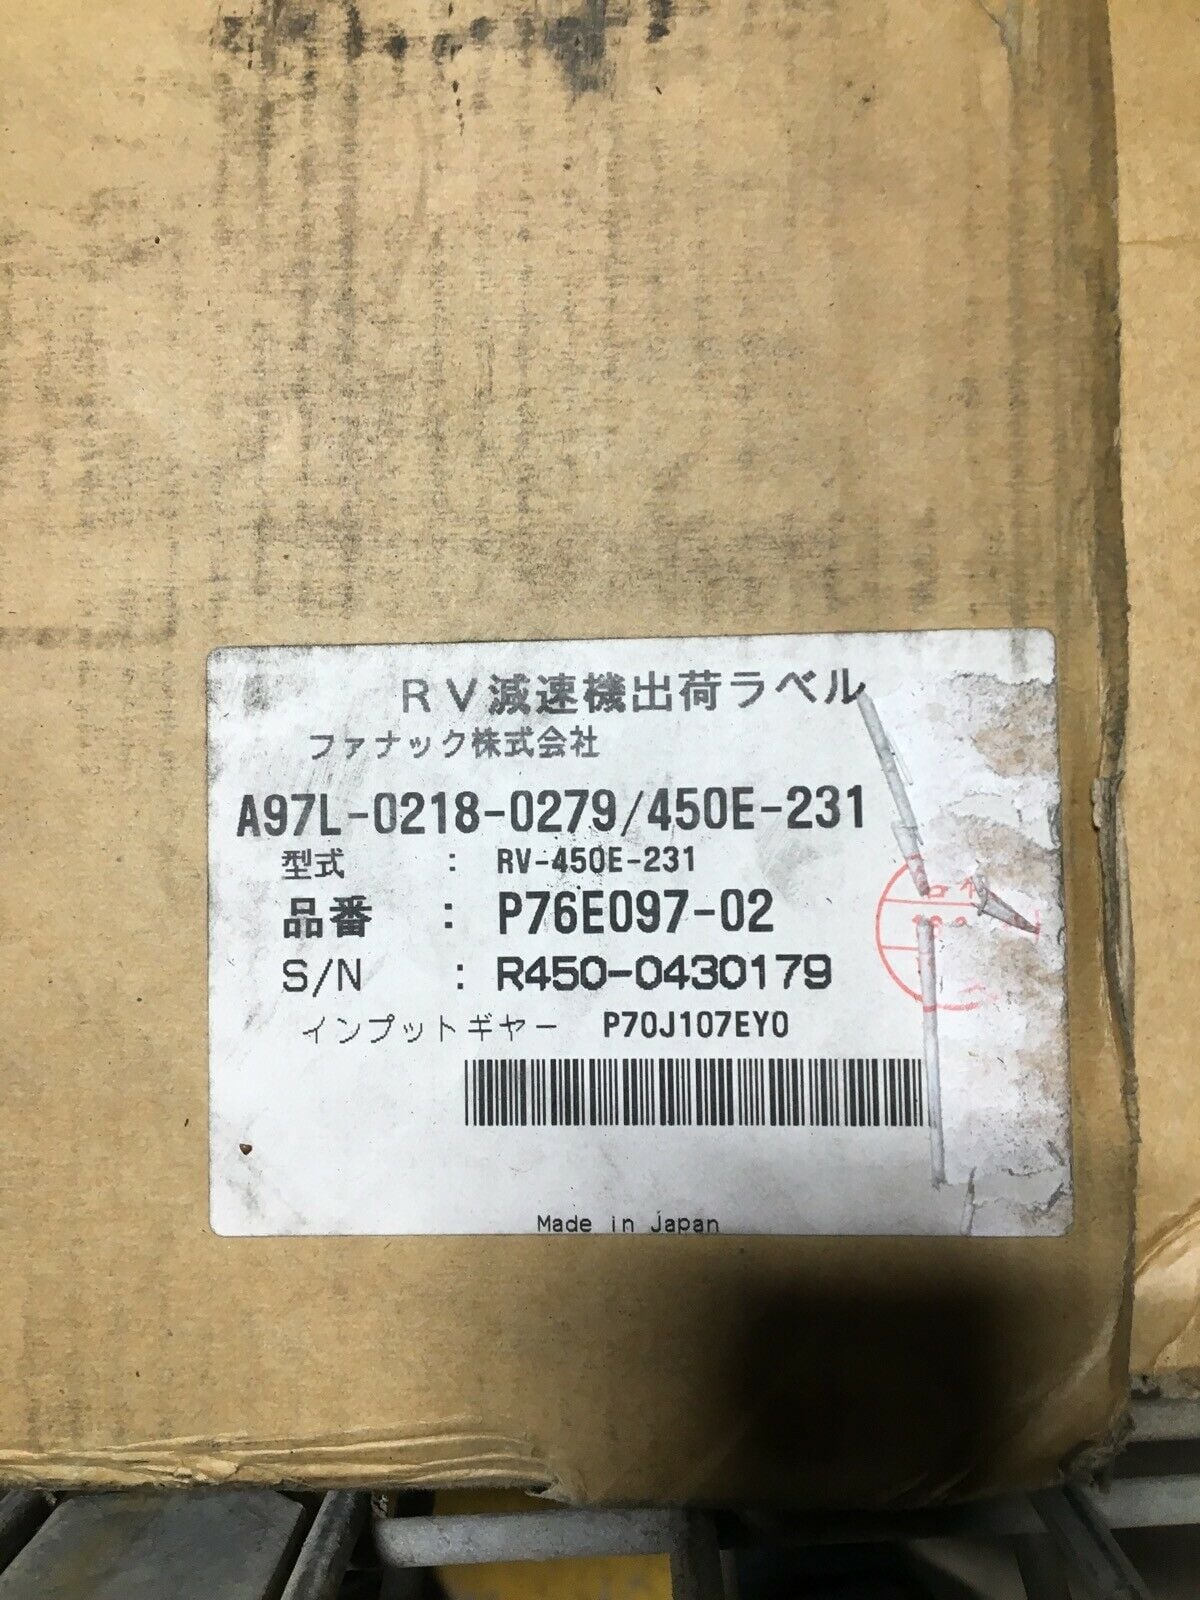 RV減速機出荷ラベル
ファナック株式会社
A97L-0218-0279/450E-231
型式 : RV-450E-231
品番 : P76E097-02
S/N : R450-0430179
インプットギヤー P70J107EY0
Made in Japan